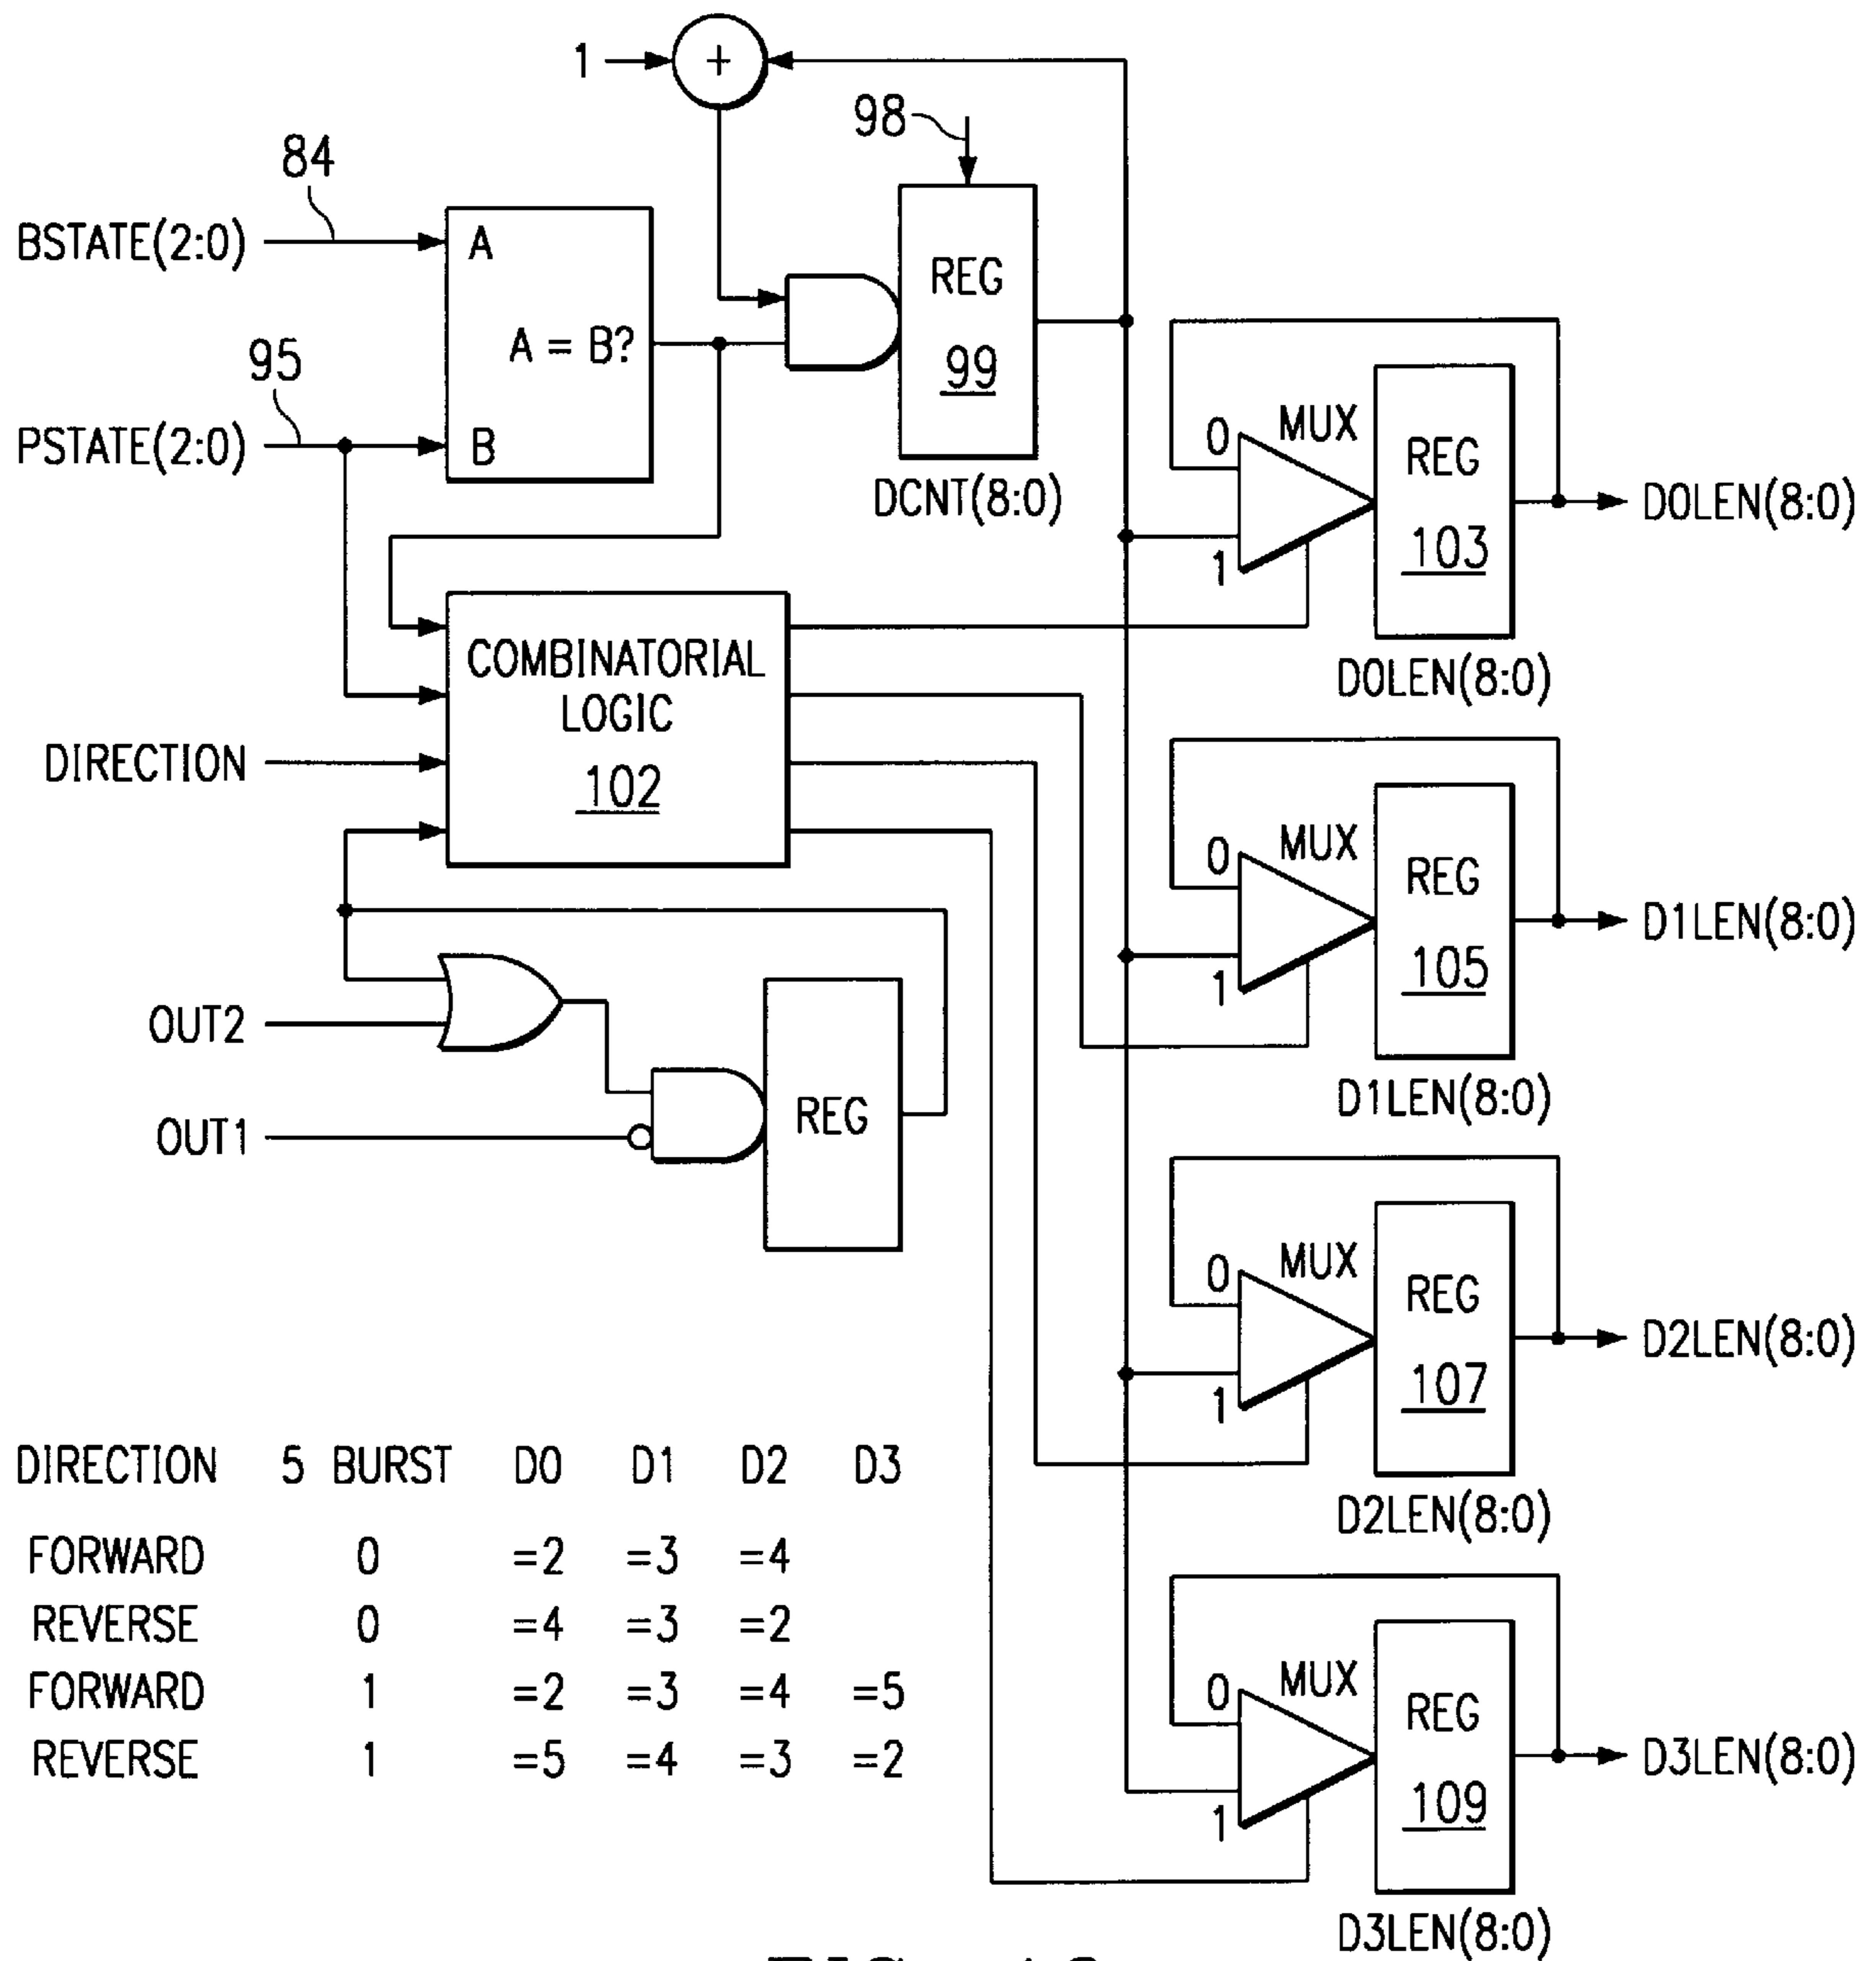 1
+
98
84
BSTATE(2:0)
A
A = B?
REG
99
95
PSTATE(2:0)
B
DCNT(8:0)
0
MUX
REG
103
1
D0LEN(8:0)
D0LEN(8:0)
COMBINATORIAL
LOGIC
102
DIRECTION
0
MUX
REG
105
1
D1LEN(8:0)
D1LEN(8:0)
OUT2
OUT1
REG
0
MUX
REG
107
1
D2LEN(8:0)
D2LEN(8:0)
DIRECTION 5 BURST D0 D1 D2 D3
FORWARD 0 =2 =3 =4
REVERSE 0 =4 =3 =2
FORWARD 1 =2 =3 =4 =5
REVERSE 1 =5 =4 =3 =2
0
MUX
REG
109
1
D3LEN(8:0)
D3LEN(8:0)